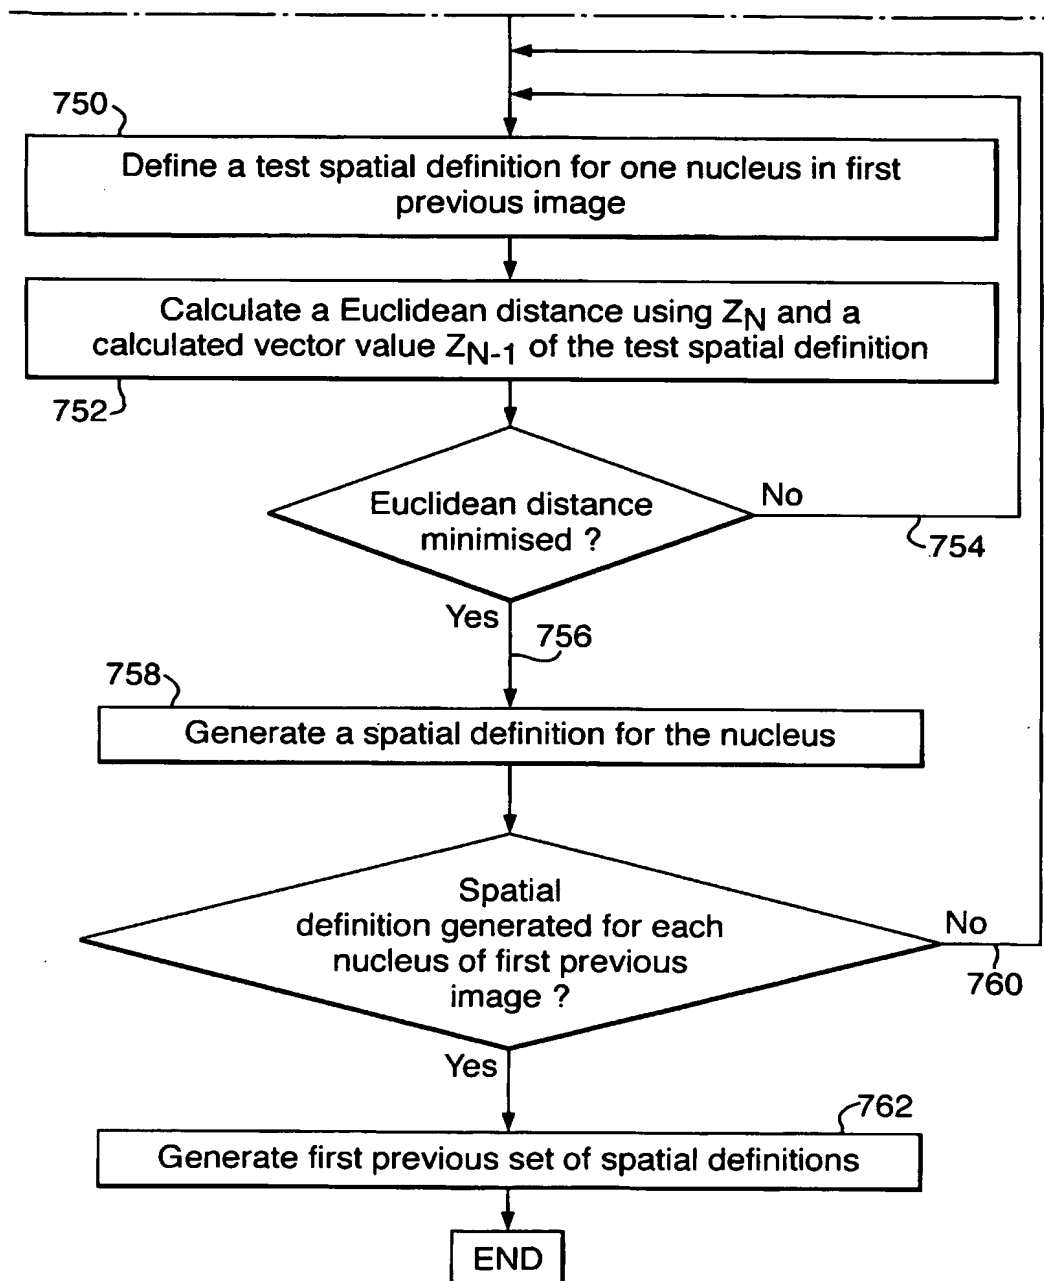 750
Define a test spatial definition for one nucleus in first
previous image
Calculate a Euclidean distance using ZN and a
calculated vector value ZN-1 of the test spatial definition
752
Euclidean distance
minimised ?
No
754
Yes
756
758
Generate a spatial definition for the nucleus
Spatial
definition generated for each
nucleus of first previous
image ?
No
760
Yes
762
Generate first previous set of spatial definitions
END